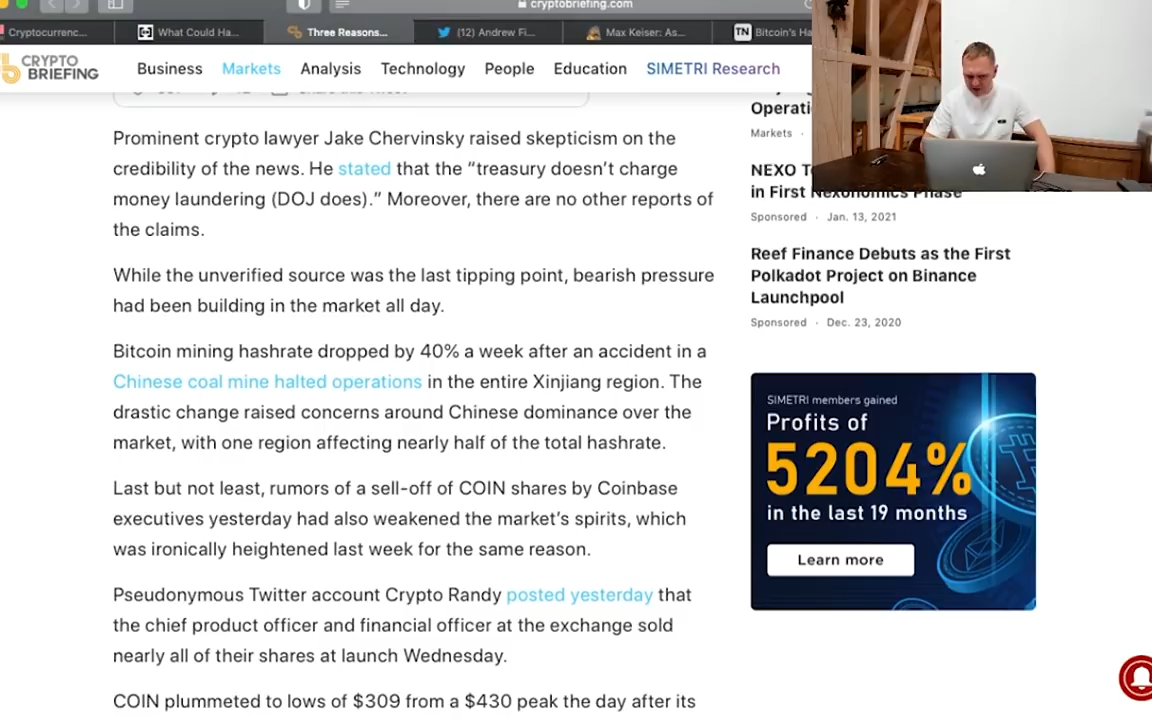 cryptobriefing.com
Cryptocurrenc...
What Could Ha...
Three Reasons...
(12) Andrew Fi...
Max Keiser: As...
TN
Bitcoin's Ha
CRYPTO
BRIEFING
Business
Markets
Analysis
Technology
People
Education
SIMETRI Research
Prominent crypto lawyer Jake Chervinsky raised skepticism on the
credibility of the news. He stated that the “treasury doesn’t charge
money laundering (DOJ does).” Moreover, there are no other reports of
the claims.
While the unverified source was the last tipping point, bearish pressure
had been building in the market all day.
Bitcoin mining hashrate dropped by 40% a week after an accident in a
Chinese coal mine halted operations in the entire Xinjiang region. The
drastic change raised concerns around Chinese dominance over the
market, with one region affecting nearly half of the total hashrate.
Last but not least, rumors of a sell-off of COIN shares by Coinbase
executives yesterday had also weakened the market’s spirits, which
was ironically heightened last week for the same reason.
Pseudonymous Twitter account Crypto Randy posted yesterday that
the chief product officer and financial officer at the exchange sold
nearly all of their shares at launch Wednesday.
COIN plummeted to lows of $309 from a $430 peak the day after its
Operati
Markets ·
NEXO T
in First Nexonomics Phase
Sponsored · Jan. 13, 2021
Reef Finance Debuts as the First
Polkadot Project on Binance
Launchpool
Sponsored · Dec. 23, 2020
SIMETRI members gained
Profits of
5204%
in the last 19 months
Learn more